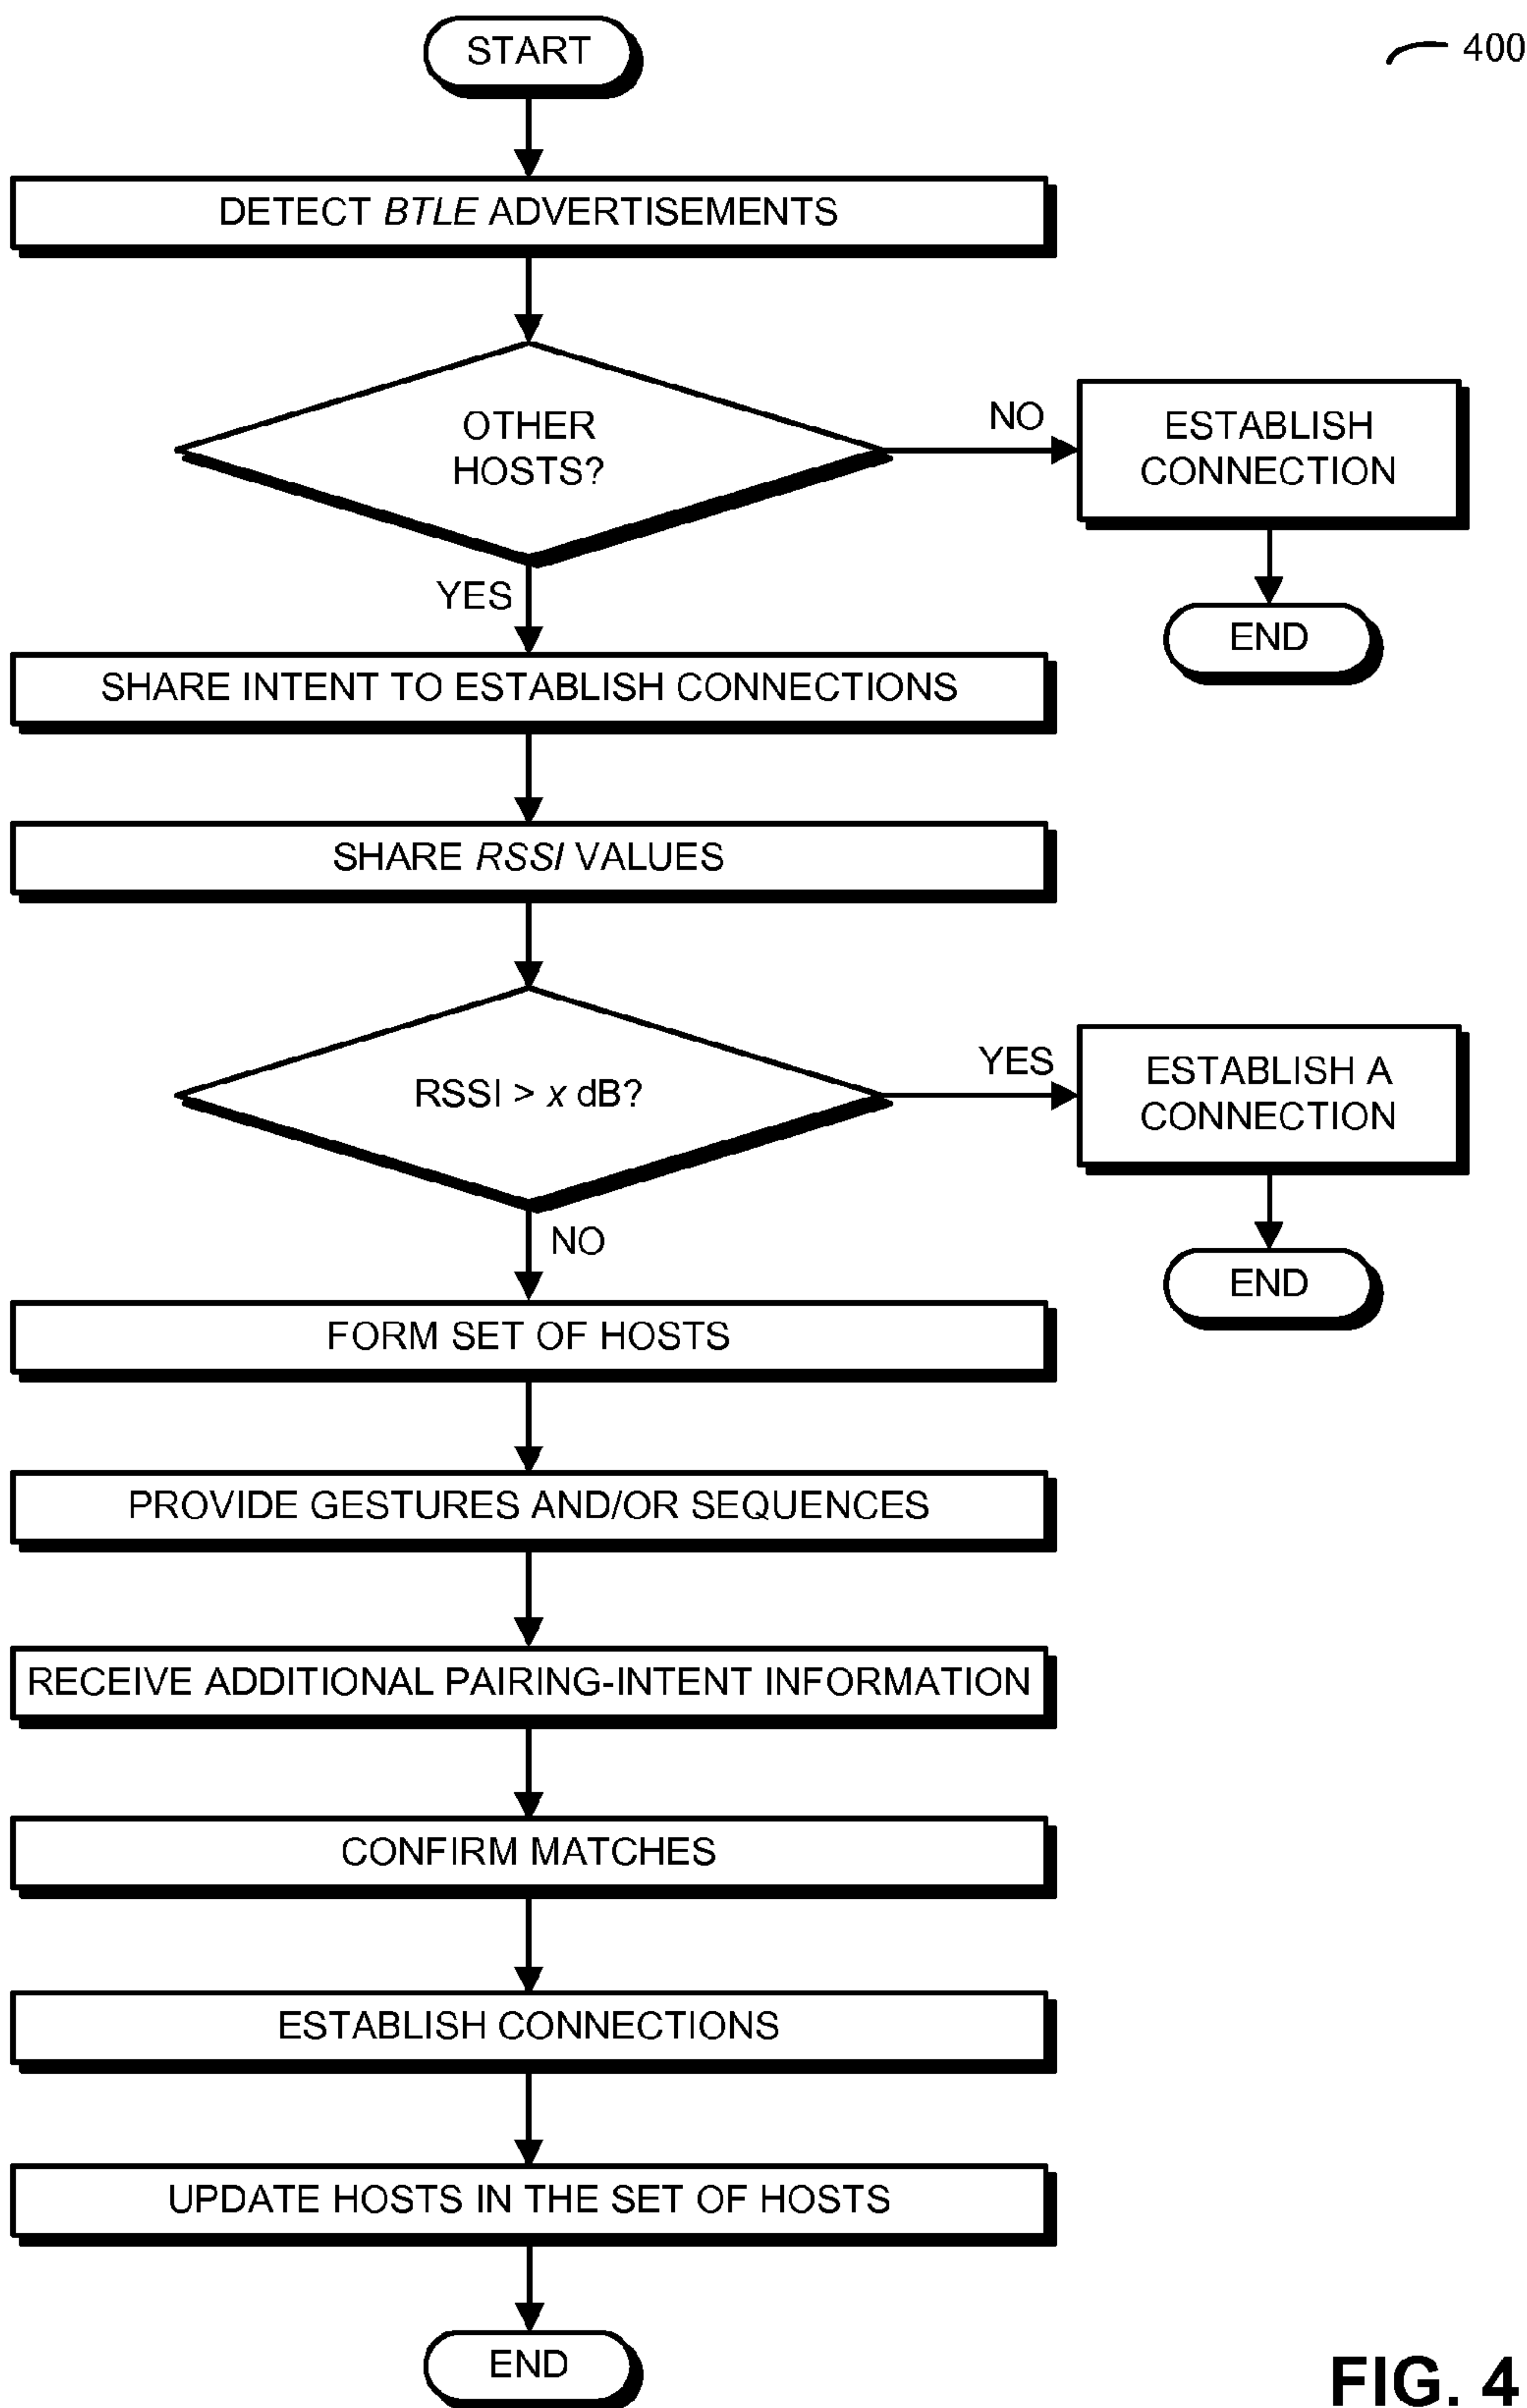 START
400
DETECT BTLE ADVERTISEMENTS
OTHER
HOSTS?
NO
ESTABLISH
CONNECTION
YES
END
SHARE INTENT TO ESTABLISH CONNECTIONS
SHARE RSSI VALUES
RSSI > x dB?
YES
ESTABLISH A
CONNECTION
NO
END
FORM SET OF HOSTS
PROVIDE GESTURES AND/OR SEQUENCES
RECEIVE ADDITIONAL PAIRING-INTENT INFORMATION
CONFIRM MATCHES
ESTABLISH CONNECTIONS
UPDATE HOSTS IN THE SET OF HOSTS
END
FIG. 4